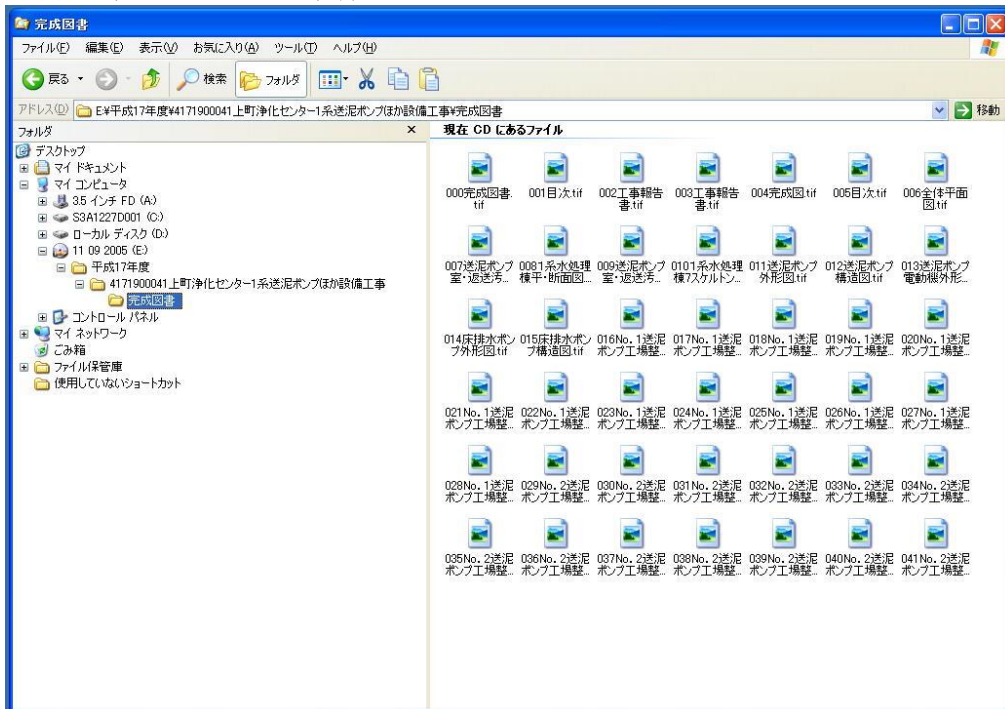 完成図書
ファイル(F) 編集(E) 表示(V) お気に入り(A) ツール(T) ヘルプ(H)
戻る 検索 フォルダ
アドレス(D) E:¥平成17年度¥4171900041上町浄化センター1系送泥ポンプほか設備工事¥完成図書 移動
フォルダ ×
デスクトップ
マイ ドキュメント
マイ コンピュータ
3.5 インチ FD (A:)
S3A1227D001 (C:)
ローカル ディスク (D:)
11 09 2005 (E:)
平成17年度
4171900041上町浄化センター1系送泥ポンプほか設備工事
完成図書
コントロール パネル
マイ ネットワーク
ごみ箱
ファイル保管庫
使用していないショートカット
現在 CD にあるファイル
000完成図書.tif
001目次.tif
002工事報告書.tif
003工事報告書.tif
004完成図.tif
005目次.tif
006全体平面図.tif
007送泥ポンプ室・返送汚...
0081系水処理棟平・断面図...
009送泥ポンプ室・返送汚...
0101系水処理棟7スケルトン...
011送泥ポンプ外形図.tif
012送泥ポンプ構造図.tif
013送泥ポンプ電動機外形...
014床排水ポンプ外形図.tif
015床排水ポンプ構造図.tif
016No.1送泥ポンプ工場整...
017No.1送泥ポンプ工場整...
018No.1送泥ポンプ工場整...
019No.1送泥ポンプ工場整...
020No.1送泥ポンプ工場整...
021No.1送泥ポンプ工場整...
022No.1送泥ポンプ工場整...
023No.1送泥ポンプ工場整...
024No.1送泥ポンプ工場整...
025No.1送泥ポンプ工場整...
026No.1送泥ポンプ工場整...
027No.1送泥ポンプ工場整...
028No.1送泥ポンプ工場整...
029No.2送泥ポンプ工場整...
030No.2送泥ポンプ工場整...
031No.2送泥ポンプ工場整...
032No.2送泥ポンプ工場整...
033No.2送泥ポンプ工場整...
034No.2送泥ポンプ工場整...
035No.2送泥ポンプ工場整...
036No.2送泥ポンプ工場整...
037No.2送泥ポンプ工場整...
038No.2送泥ポンプ工場整...
039No.2送泥ポンプ工場整...
040No.2送泥ポンプ工場整...
041No.2送泥ポンプ工場整...